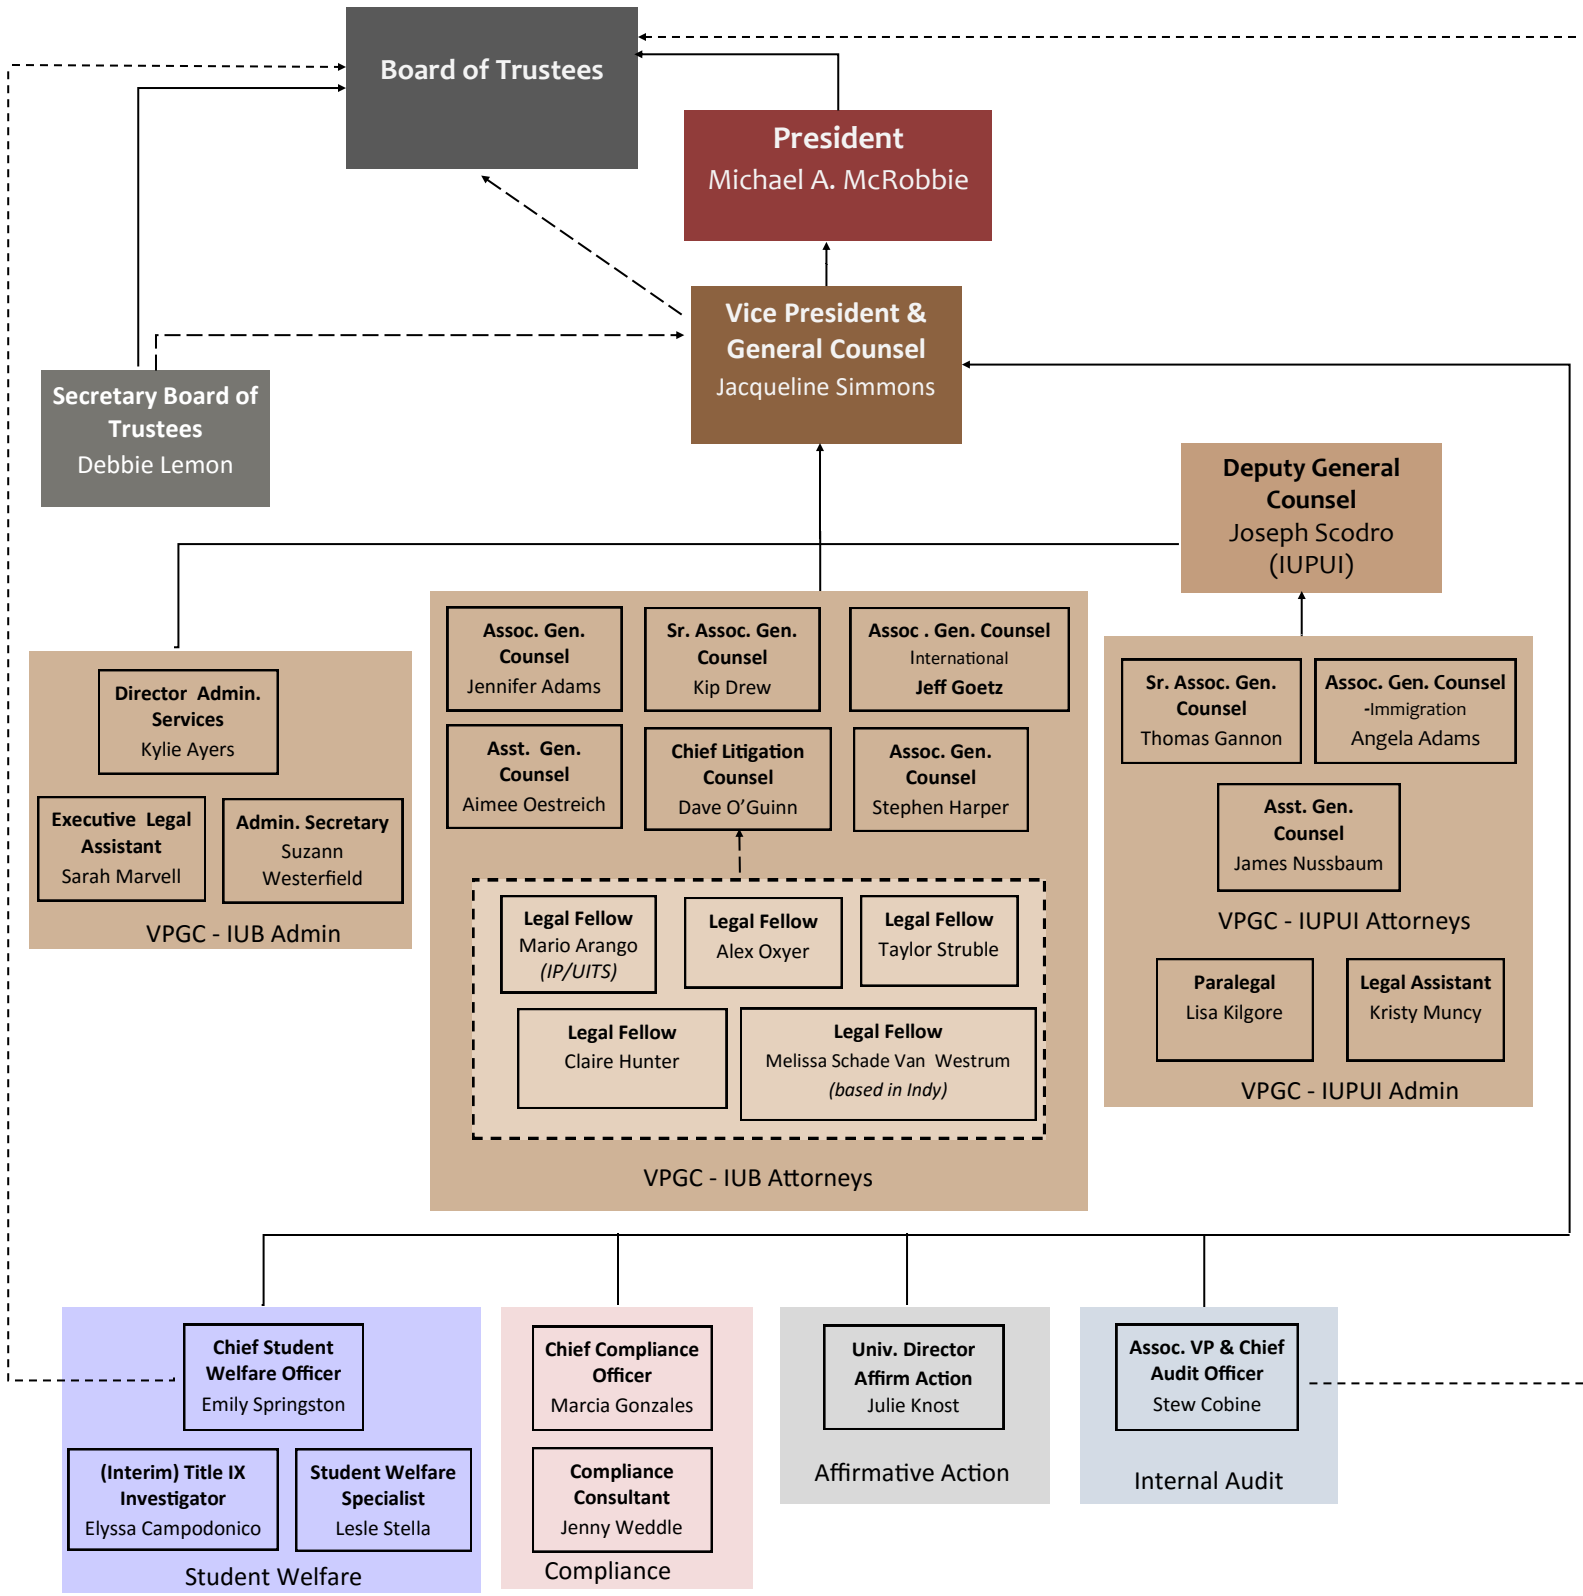 Board of Trustees
President
Michael A. McRobbie
Vice President &
General Counsel
Jacqueline Simmons
Secretary Board of
Trustees
Debbie Lemon
Deputy General
Counsel
Joseph Scodro
(IUPUI)
Director Admin.
Services
Kylie Ayers
Executive Legal
Assistant
Sarah Marvell
Admin. Secretary
Suzann
Westerfield
VPGC - IUB Admin
Assoc. Gen.
Counsel
Jennifer Adams
Sr. Assoc. Gen.
Counsel
Kip Drew
Assoc . Gen. Counsel
International
Jeff Goetz
Asst. Gen.
Counsel
Aimee Oestreich
Chief Litigation
Counsel
Dave O’Guinn
Assoc. Gen.
Counsel
Stephen Harper
Legal Fellow
Mario Arango
(IP/UITS)
Legal Fellow
Alex Oxyer
Legal Fellow
Taylor Struble
Legal Fellow
Claire Hunter
Legal Fellow
Melissa Schade Van Westrum
(based in Indy)
VPGC - IUB Attorneys
Sr. Assoc. Gen.
Counsel
Thomas Gannon
Assoc. Gen. Counsel
-Immigration
Angela Adams
Asst. Gen.
Counsel
James Nussbaum
VPGC - IUPUI Attorneys
Paralegal
Lisa Kilgore
Legal Assistant
Kristy Muncy
VPGC - IUPUI Admin
Chief Student
Welfare Officer
Emily Springston
(Interim) Title IX
Investigator
Elyssa Campodonico
Student Welfare
Specialist
Lesle Stella
Student Welfare
Chief Compliance
Officer
Marcia Gonzales
Compliance
Consultant
Jenny Weddle
Compliance
Univ. Director
Affirm Action
Julie Knost
Affirmative Action
Assoc. VP & Chief
Audit Officer
Stew Cobine
Internal Audit